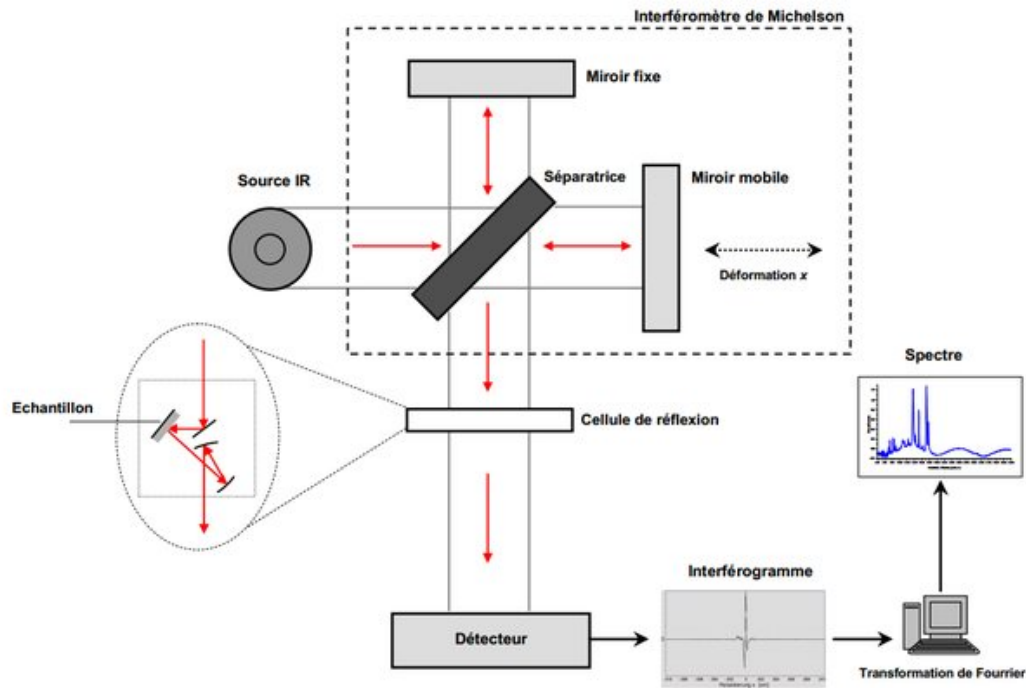 Interféromètre de Michelson
Miroir fixe
Source IR
Séparatrice
Miroir mobile
Déformation x
Spectre
Echantillon
Cellule de réflexion
Interférogramme
Détecteur
Transformation de Fourrier